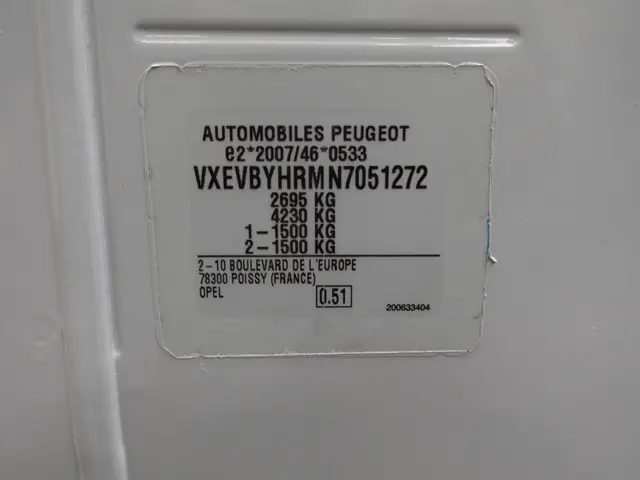 AUTOMOBILES PEUGEOT
e2*2007/46*0533
VXEVBYHRMN7051272
2695 KG
4230 KG
1-1500 KG
2-1500 KG
2-10 BOULEVARD DE L'EUROPE
78300 POISSY (FRANCE)
OPEL 0.51
200633404